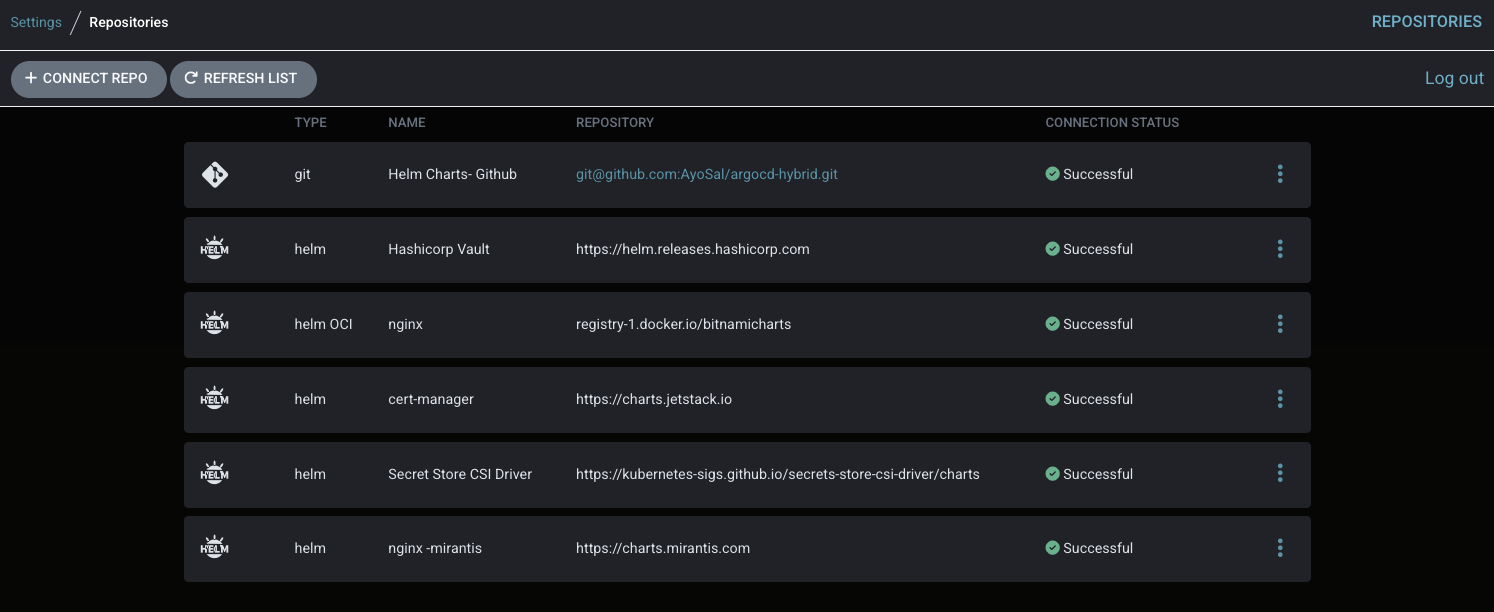 Settings / Repositories REPOSITORIES
+ CONNECT REPO REFRESH LIST Log out
TYPE NAME REPOSITORY CONNECTION STATUS
git Helm Charts- Github git@github.com:AyoSal/argocd-hybrid.git Successful
HELM helm Hashicorp Vault https://helm.releases.hashicorp.com Successful
HELM helm OCI nginx registry-1.docker.io/bitnamicharts Successful
HELM helm cert-manager https://charts.jetstack.io Successful
HELM helm Secret Store CSI Driver https://kubernetes-sigs.github.io/secrets-store-csi-driver/charts Successful
HELM helm nginx -mirantis https://charts.mirantis.com Successful